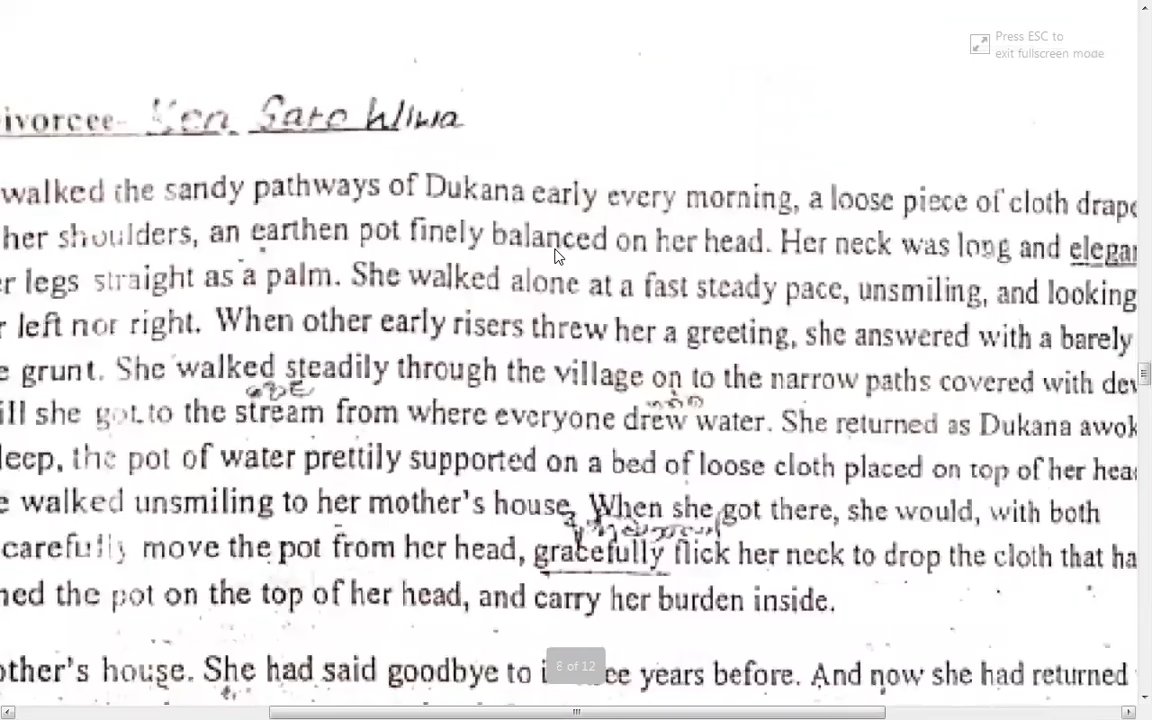 Press ESC to
exit fullscreen mode
ivorcee- Ken Saro Wiwa
walked the sandy pathways of Dukana early every morning, a loose piece of cloth drape
her shoulders, an earthen pot finely balanced on her head. Her neck was long and elegan
r legs straight as a palm. She walked alone at a fast steady pace, unsmiling, and looking
r left nor right. When other early risers threw her a greeting, she answered with a barely
e grunt. She walked steadily through the village on to the narrow paths covered with dew
ill she got to the stream from where everyone drew water. She returned as Dukana awok
leep, the pot of water prettily supported on a bed of loose cloth placed on top of her hea
e walked unsmiling to her mother's house. When she got there, she would, with both
carefully move the pot from her head, gracefully flick her neck to drop the cloth that ha
ned the pot on the top of her head, and carry her burden inside.
8 of 12
other's house. She had said goodbye to years before. And now she had returned